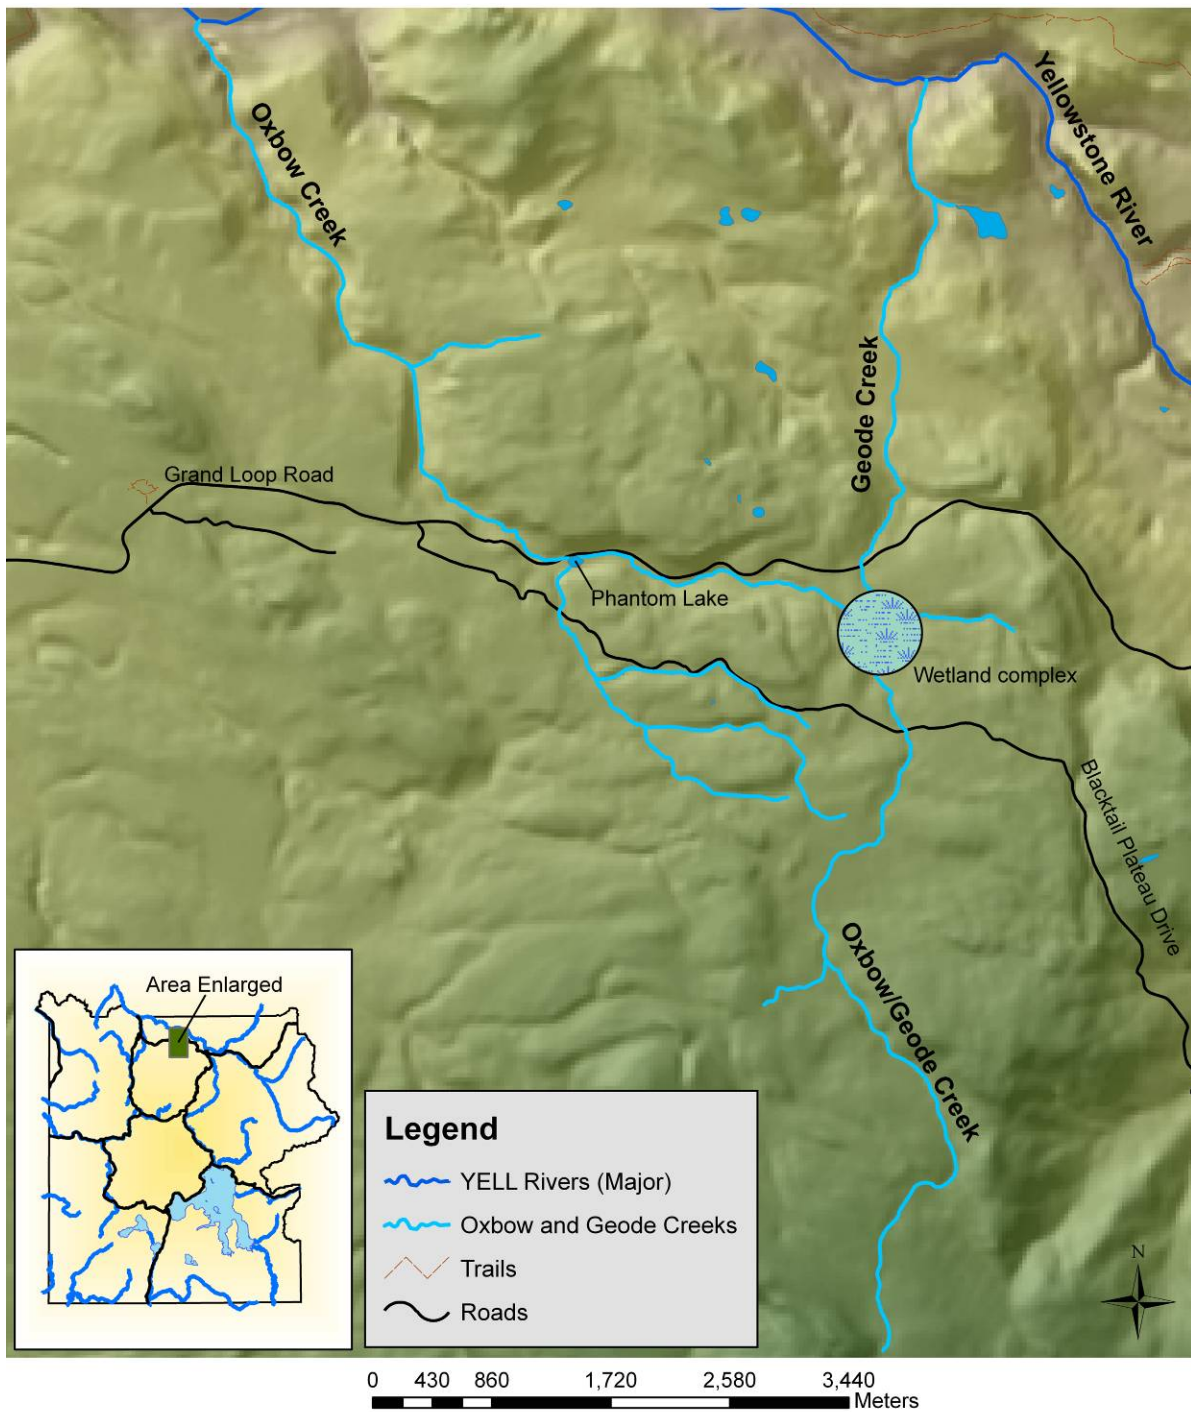 Oxbow Creek
Yellowstone River
Geode Creek
Grand Loop Road
Phantom Lake
Wetland complex
Blacktail Plateau Drive
Oxbow/Geode Creek
Area Enlarged
Legend
YELL Rivers (Major)
Oxbow and Geode Creeks
Trails
Roads
N
0 430 860 1,720 2,580 3,440
Meters